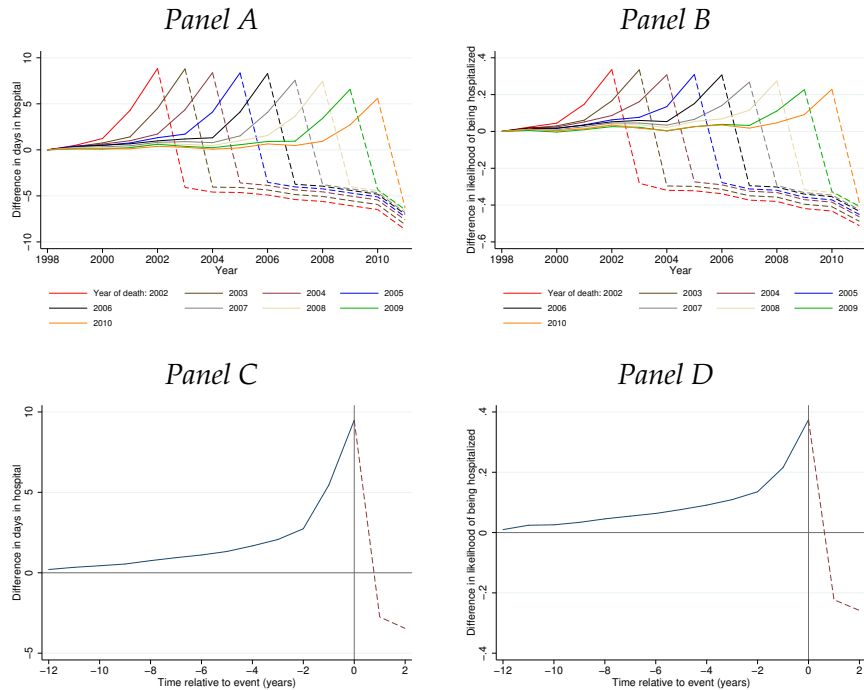 Panel A
Difference in days in hospital
10
5
0
−5
−10
1998 2000 2002 2004 2006 2008 2010
Year
Year of death: 2002 2003 2004 2005
2006 2007 2008 2009
2010
Panel B
Difference in likelihood of being hospitalized
.4
.2
0
−.2
−.4
−.6
1998 2000 2002 2004 2006 2008 2010
Year
Year of death: 2002 2003 2004 2005
2006 2007 2008 2009
2010
Panel C
Difference in days in hospital
10
5
0
−5
−12 −10 −8 −6 −4 −2 0 2
Time relative to event (years)
Panel D
Difference in likelihood of being hospitalized
.4
.2
0
−.2
−.4
−12 −10 −8 −6 −4 −2 0 2
Time relative to event (years)